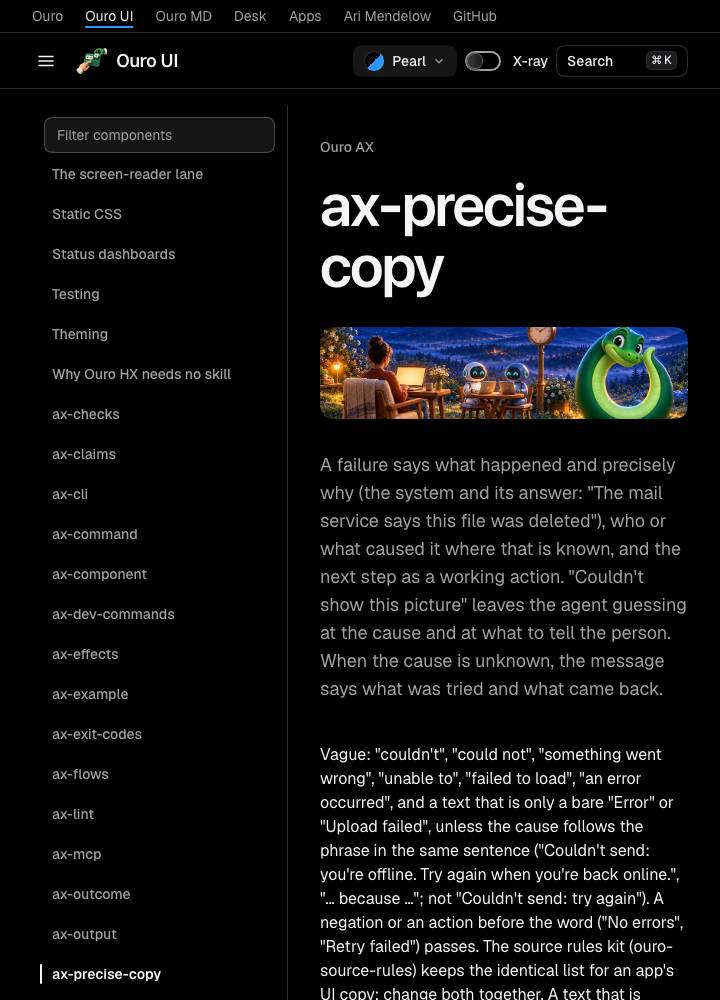 Ouro
Ouro UI
Ouro MD
Desk
Apps
Ari Mendelow
GitHub
Ouro UI
Pearl
X-ray
Search
⌘ K
Filter components
The screen-reader lane
Static CSS
Status dashboards
Testing
Theming
Why Ouro HX needs no skill
ax-checks
ax-claims
ax-cli
ax-command
ax-component
ax-dev-commands
ax-effects
ax-example
ax-exit-codes
ax-flows
ax-lint
ax-mcp
ax-outcome
ax-output
ax-precise-copy
Ouro AX
ax-precise-
copy
A failure says what happened and precisely
why (the system and its answer: "The mail
service says this file was deleted"), who or
what caused it where that is known, and the
next step as a working action. "Couldn't
show this picture" leaves the agent guessing
at the cause and at what to tell the person.
When the cause is unknown, the message
says what was tried and what came back.
Vague: "couldn't", "could not", "something went
wrong", "unable to", "failed to load", "an error
occurred", and a text that is only a bare "Error" or
"Upload failed", unless the cause follows the
phrase in the same sentence ("Couldn't send:
you're offline. Try again when you're back online.",
"… because …"; not "Couldn't send: try again"). A
negation or an action before the word ("No errors",
"Retry failed") passes. The source rules kit (ouro-
source-rules) keeps the identical list for an app's
UI copy; change both together. A text that is